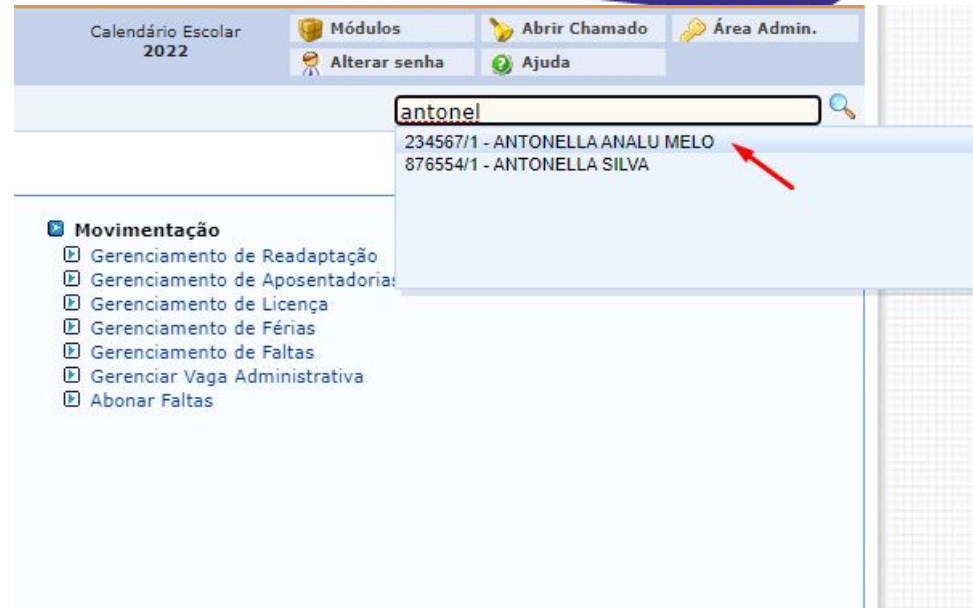 Calendário Escolar
2022
Módulos
Abrir Chamado
Área Admin.
Alterar senha
Ajuda
antonel
234567/1 - ANTONELLA ANALU MELO
876554/1 - ANTONELLA SILVA
Movimentação
Gerenciamento de Readaptação
Gerenciamento de Aposentadorias
Gerenciamento de Licença
Gerenciamento de Férias
Gerenciamento de Faltas
Gerenciar Vaga Administrativa
Abonar Faltas